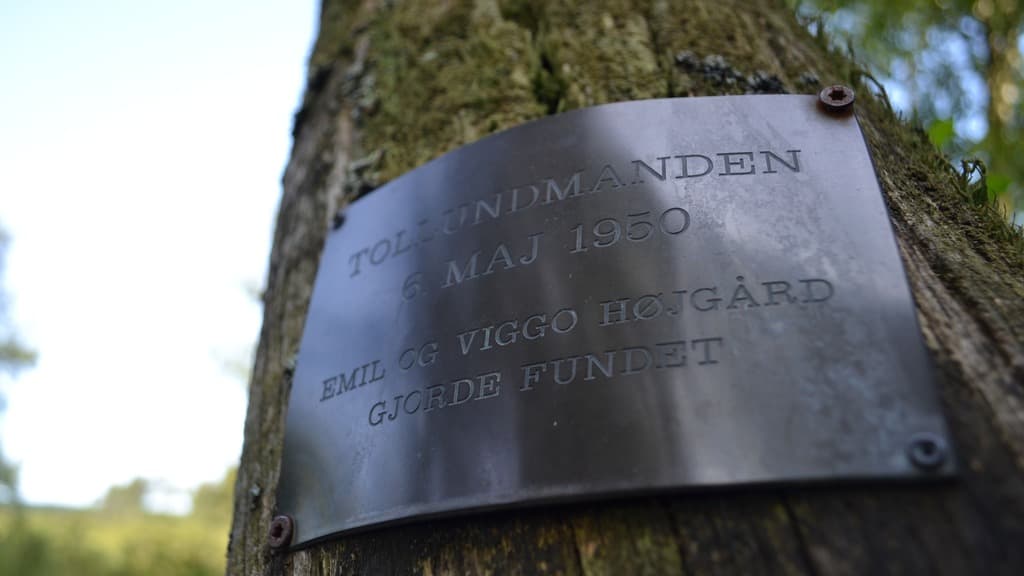 TOLLUNDMANDEN
6. MAJ 1950
EMIL OG VIGGO HØJGÅRD
GJORDE FUNDET